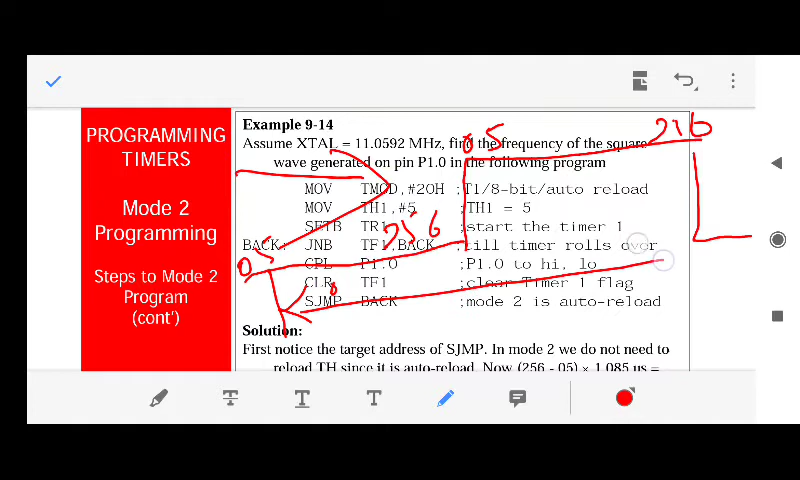 PROGRAMMING
TIMERS
Mode 2
Programming
Steps to Mode 2
Program
(cont')
Example 9-14
Assume XTAL = 11.0592 MHz, find the frequency of the square
wave generated on pin P1.0 in the following program
MOV TMOD,#20H ;T1/8-bit/auto reload
MOV TH1,#5 ;TH1 = 5
SETB TR1 ;start the timer 1
BACK: JNB TF1,BACK ;till timer rolls over
CPL P1.0 ;P1.0 to hi, lo
CLR TF1 ;clear Timer 1 flag
SJMP BACK ;mode 2 is auto-reload
Solution:
First notice the target address of SJMP. In mode 2 we do not need to
reload TH since it is auto-reload. Now (256 - 05) × 1.085 us =
05
256
05
T
T
T